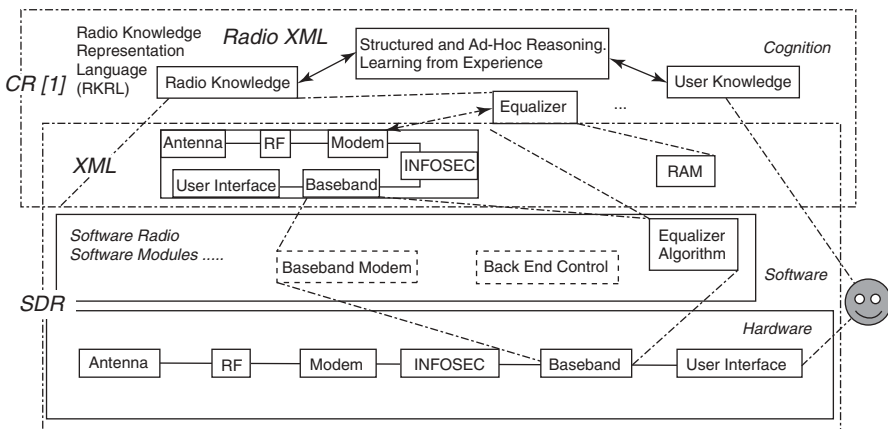 Radio Knowledge
Representation
Language
(RKRL)
Radio XML
Structured and Ad-Hoc Reasoning.
Learning from Experience
Cognition
CR [1]
Radio Knowledge
User Knowledge
Equalizer
...
XML
Antenna
RF
Modem
INFOSEC
User Interface
Baseband
RAM
Software Radio
Software Modules .....
Equalizer
Algorithm
Baseband Modem
Back End Control
Software
SDR
Hardware
Antenna
RF
Modem
INFOSEC
Baseband
User Interface